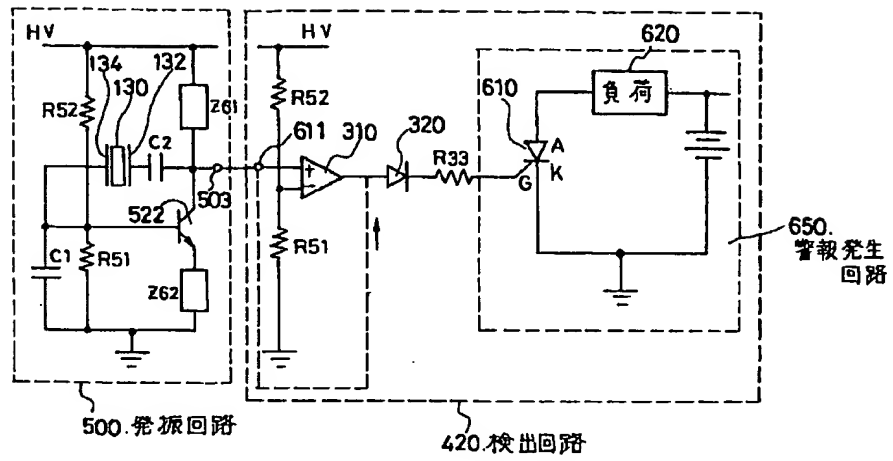 HV
HV
620
134
130
132
R52
Z61
R52
611
310
320
610
負荷
C2
R33
A
K
G
503
522
C1
R51
R51
Z62
650.
警報発生
回路
500.発振回路
420.検出回路